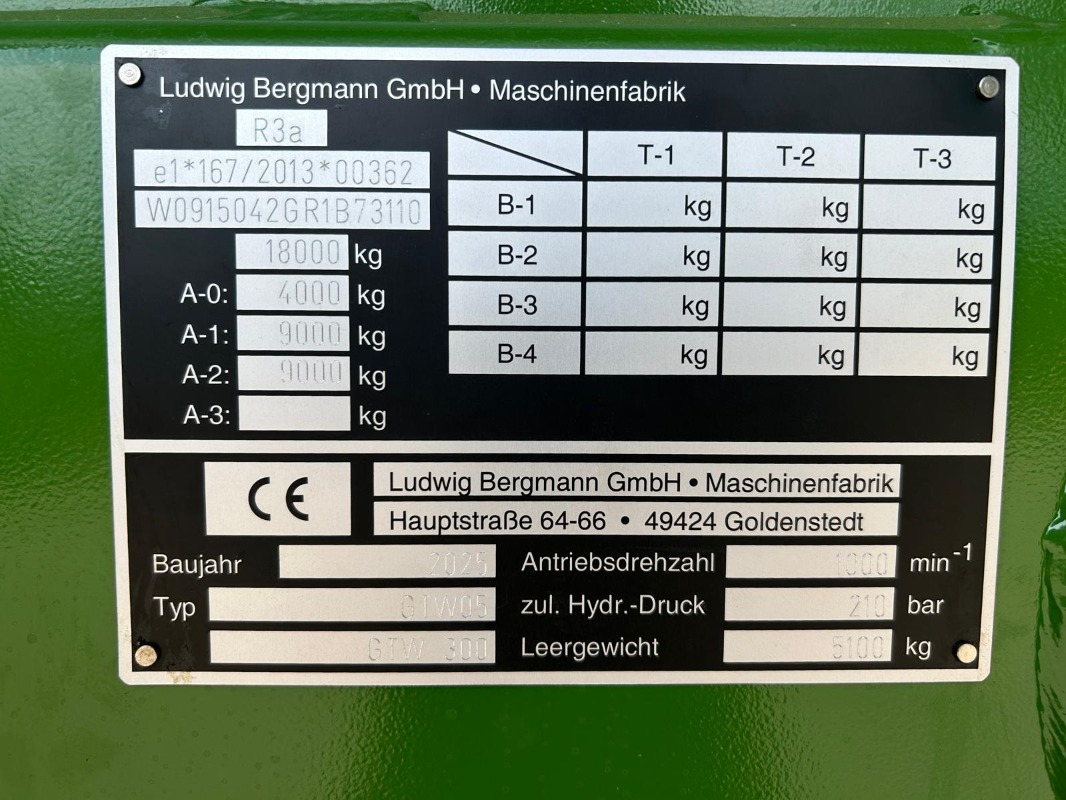 Ludwig Bergmann GmbH • Maschinenfabrik
R3a
e1*167/2013*00362
W0915042GR1B73110
18000 kg
A-0: 4000 kg
A-1: 9000 kg
A-2: 9000 kg
A-3: kg
T-1 T-2 T-3
B-1 kg kg kg
B-2 kg kg kg
B-3 kg kg kg
B-4 kg kg kg
CE
Ludwig Bergmann GmbH • Maschinenfabrik
Hauptstraße 64-66 • 49424 Goldenstedt
Baujahr 2025
Typ GTW05
GTW 300
Antriebsdrehzahl 1000 min-1
zul. Hydr.-Druck 210 bar
Leergewicht 5100 kg